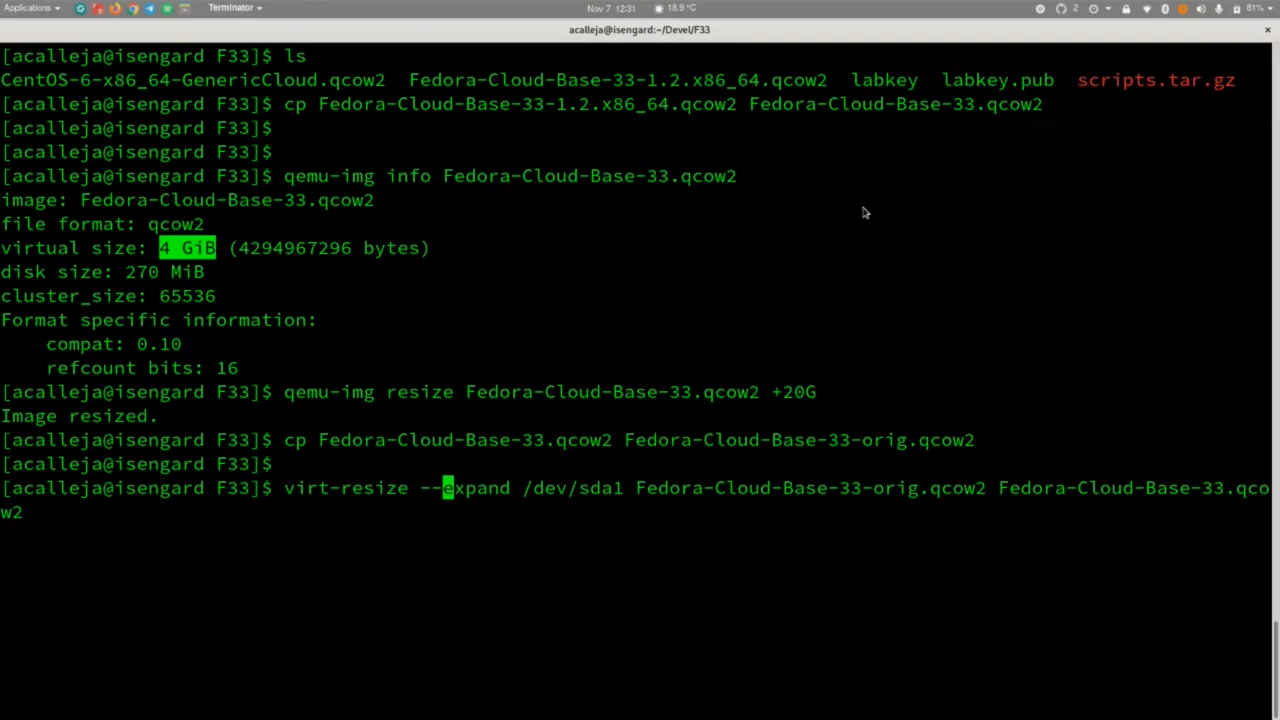 Applications
Terminator
Nov 7 12:31
18.9 °C
2
81%
acalleja@isengard:~/Devel/F33
[acalleja@isengard F33]$ ls
CentOS-6-x86_64-GenericCloud.qcow2 Fedora-Cloud-Base-33-1.2.x86_64.qcow2 labkey labkey.pub scripts.tar.gz
[acalleja@isengard F33]$ cp Fedora-Cloud-Base-33-1.2.x86_64.qcow2 Fedora-Cloud-Base-33.qcow2
[acalleja@isengard F33]$
[acalleja@isengard F33]$
[acalleja@isengard F33]$ qemu-img info Fedora-Cloud-Base-33.qcow2
image: Fedora-Cloud-Base-33.qcow2
file format: qcow2
virtual size: 4 GiB (4294967296 bytes)
disk size: 270 MiB
cluster_size: 65536
Format specific information:
    compat: 0.10
    refcount bits: 16
[acalleja@isengard F33]$ qemu-img resize Fedora-Cloud-Base-33.qcow2 +20G
Image resized.
[acalleja@isengard F33]$ cp Fedora-Cloud-Base-33.qcow2 Fedora-Cloud-Base-33-orig.qcow2
[acalleja@isengard F33]$
[acalleja@isengard F33]$ virt-resize --expand /dev/sda1 Fedora-Cloud-Base-33-orig.qcow2 Fedora-Cloud-Base-33.qco
w2